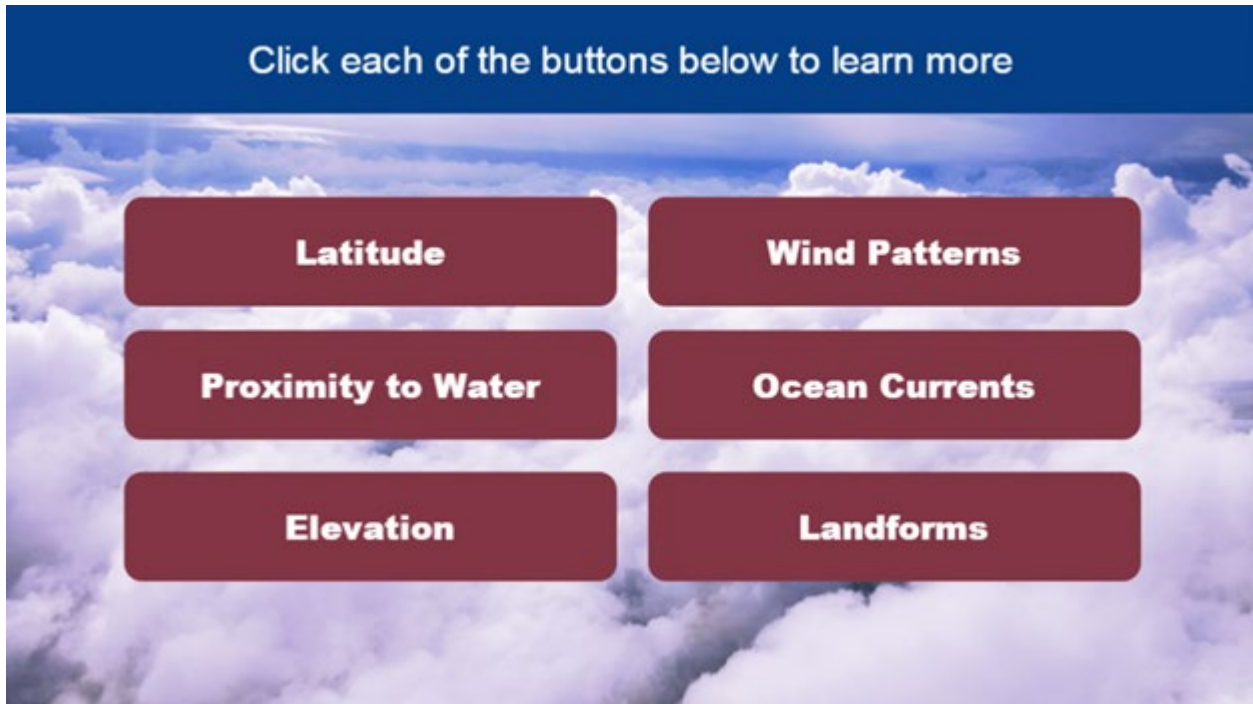 Click each of the buttons below to learn more
Latitude
Wind Patterns
Proximity to Water
Ocean Currents
Elevation
Landforms